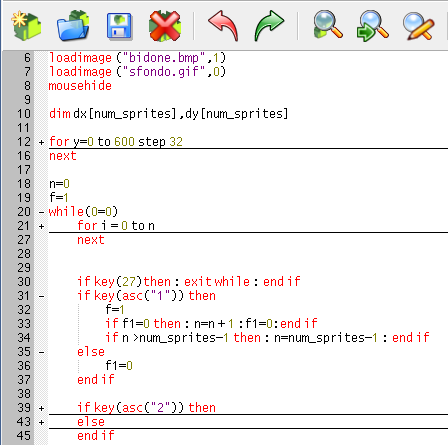 6 loadimage ("bidone.bmp",1)
7 loadimage ("sfondo.gif",0)
8 mousehide
9
10 dim dx[num_sprites],dy[num_sprites]
11
12 + for y=0 to 600 step 32
16 next
17
18 n=0
19 f=1
20 - while(0=0)
21 + for i = 0 to n
27 next
28
29
30 if key(27)then : exit while : end if
31 - if key(asc("1")) then
32 f=1
33 if f1=0 then : n=n+1 :f1=0:end if
34 if n >num_sprites-1 then : n=num_sprites-1 : end if
35 - else
36 f1=0
37 end if
38
39 + if key(asc("2")) then
43 + else
45 end if